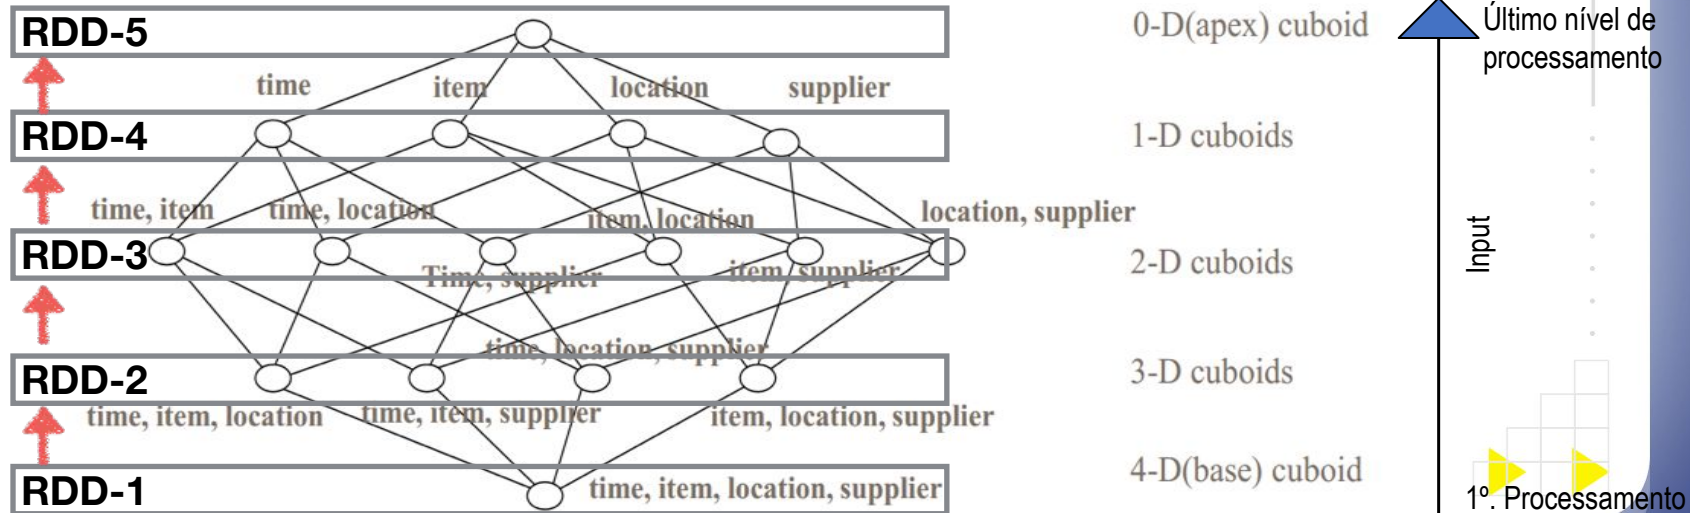 RDD-5
0-D(apex) cuboid
Último nível de
processamento
time
item
location
supplier
RDD-4
1-D cuboids
time, item
time, location
item, location
location, supplier
Input
RDD-3
2-D cuboids
Time, supplier
item, supplier
time, location, supplier
RDD-2
3-D cuboids
time, item, location
time, item, supplier
item, location, supplier
RDD-1
time, item, location, supplier
4-D(base) cuboid
1º. Processamento